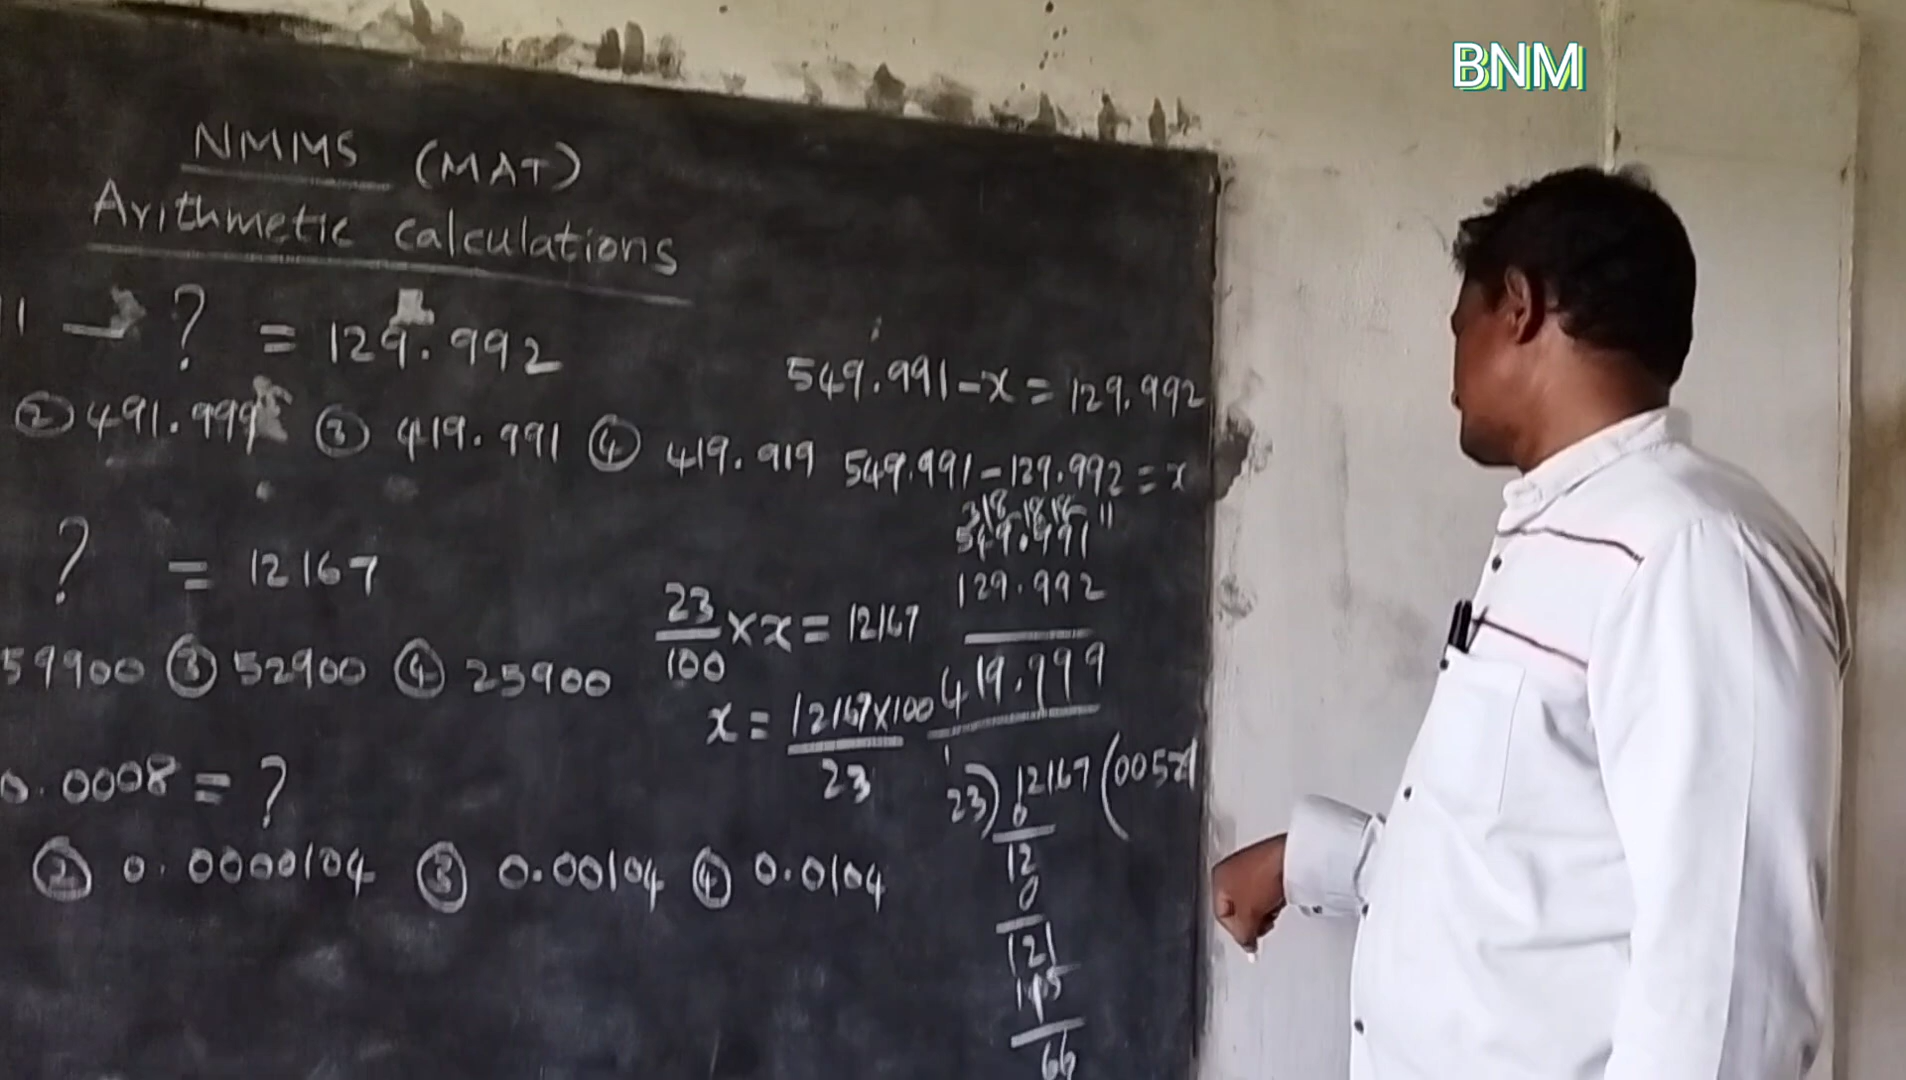 BNM
NMMS (MAT)
Arithmetic calculations
11 — ? = 129.992
② 491.999 ③ 419.991 ④ 419.919
? = 12167
59900 ③ 52900 ④ 25900
0.0008 = ?
② 0.0000104 ③ 0.00104 ④ 0.0104
549.991 - x = 129.992
549.991 - 129.992 = x
549.991
129.992
419.999
23/100 × x = 12167
x = 12167×100/23
23) 12167 (
0
12
0
121
115
66